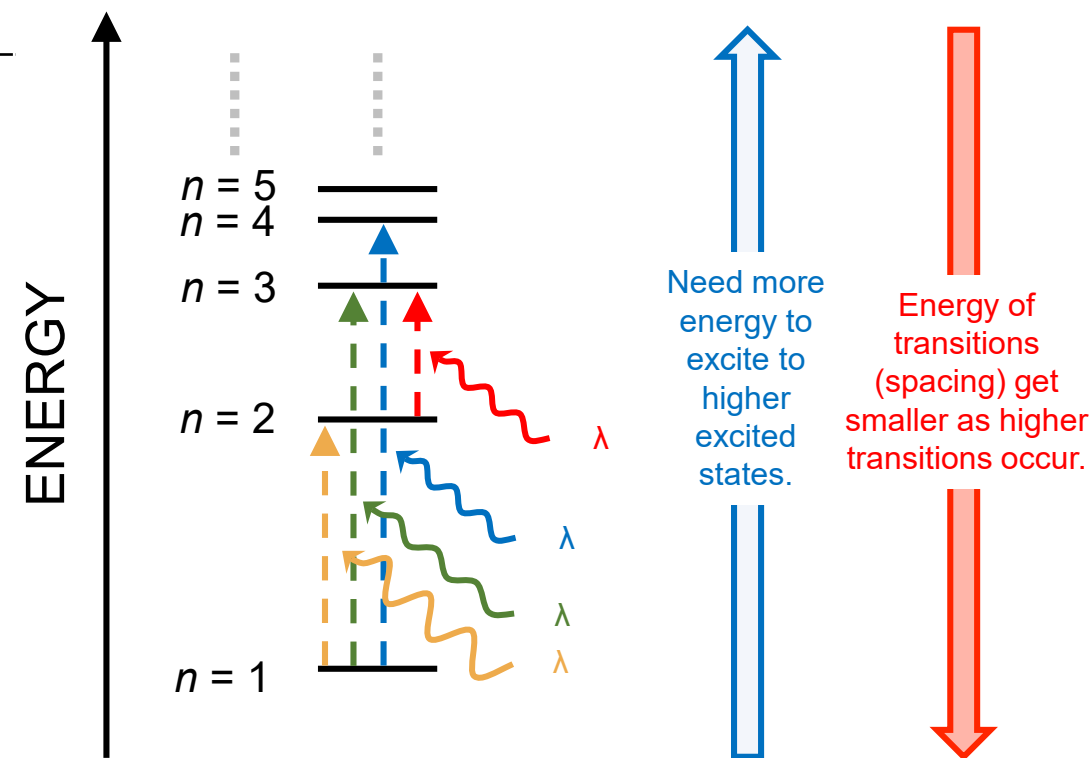 ENERGY
n = 5
n = 4
n = 3
n = 2
n = 1
λ
λ
λ
λ
Need more
energy to
excite to
higher
excited
states.
Energy of
transitions
(spacing) get
smaller as higher
transitions occur.